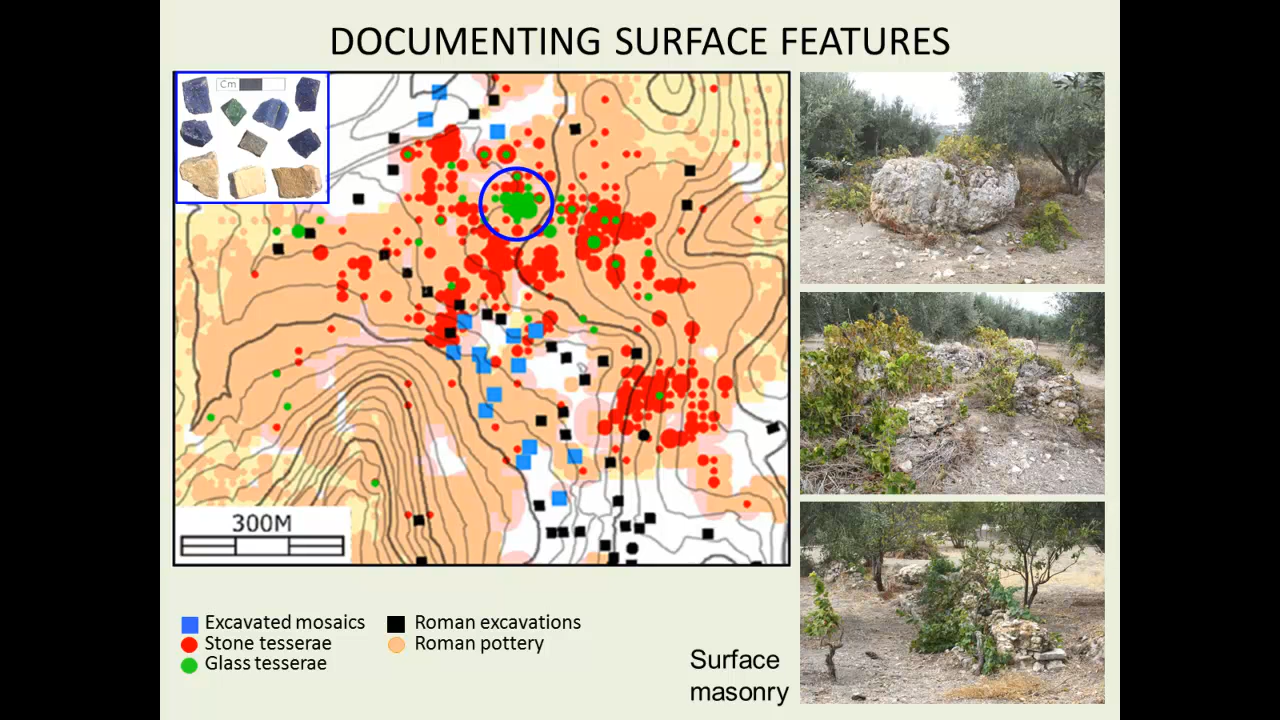 DOCUMENTING SURFACE FEATURES
Cm
300M
Excavated mosaics
Roman excavations
Stone tesserae
Roman pottery
Glass tesserae
Surface
masonry